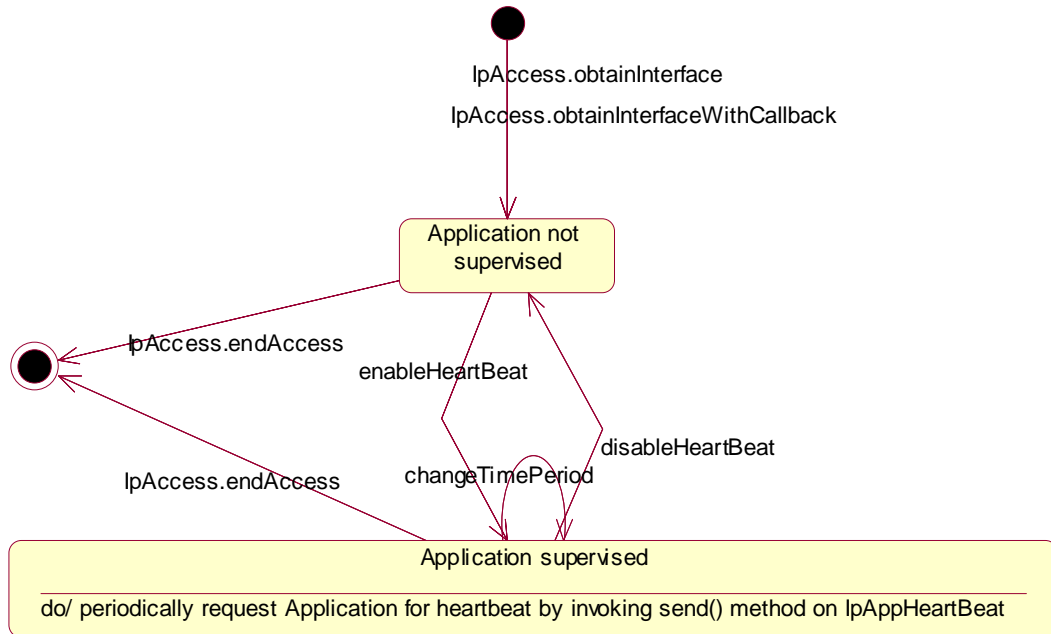 IpAccess.obtainInterface
IpAccess.obtainInterfaceWithCallback
Application not
supervised
IpAccess.endAccess
enableHeartBeat
disableHeartBeat
changeTimePeriod
IpAccess.endAccess
Application supervised
do/ periodically request Application for heartbeat by invoking send() method on IpAppHeartBeat